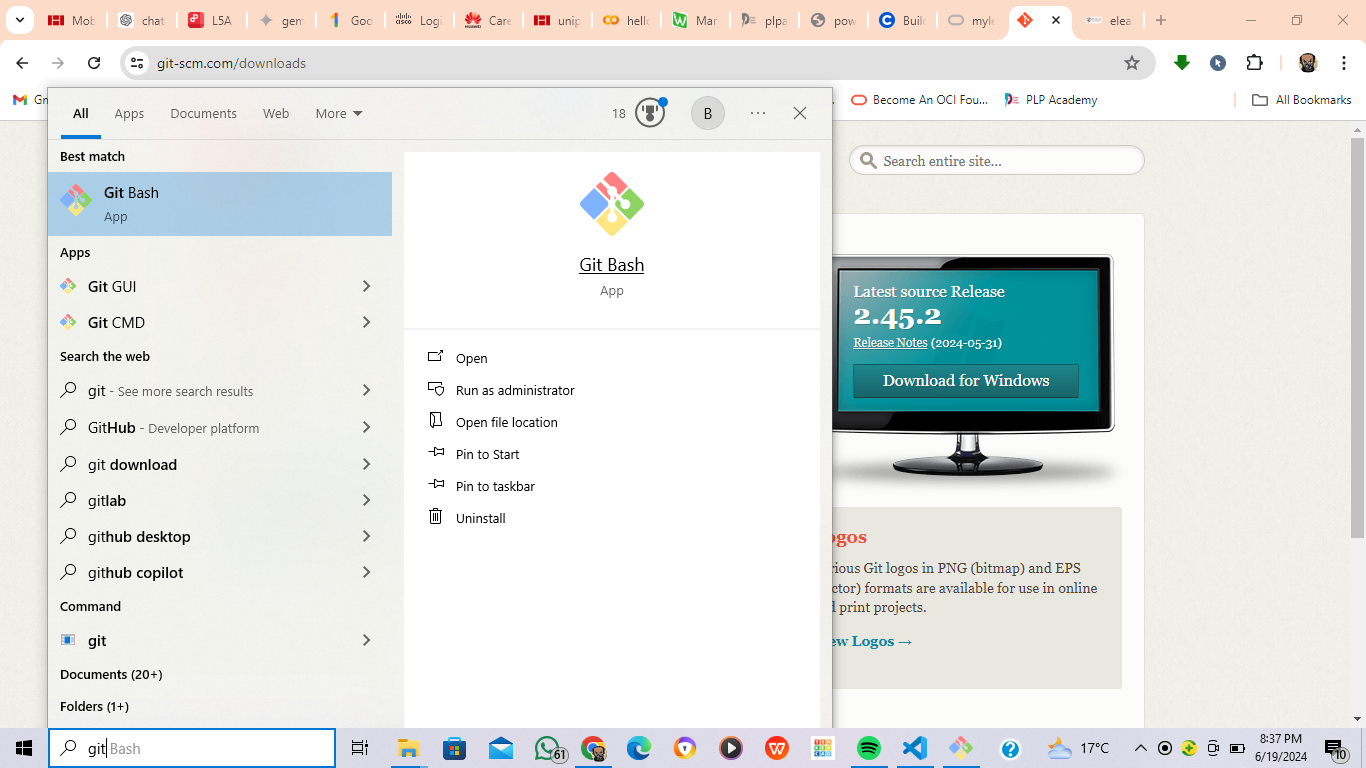 Mob
chat
L5A
gem
Goo
Logi
Care
unip
hello
Mar
plpa
pow
Buil
myle
elea
git-scm.com/downloads
Gm
Become An OCI Fou...
PLP Academy
All Bookmarks
All
Apps
Documents
Web
More
18
B
Best match
Git Bash
App
Apps
Git GUI
Git CMD
Search the web
git - See more search results
GitHub - Developer platform
git download
gitlab
github desktop
github copilot
Command
git
Documents (20+)
Folders (1+)
Git Bash
App
Open
Run as administrator
Open file location
Pin to Start
Pin to taskbar
Uninstall
Search entire site...
Latest source Release
2.45.2
Release Notes (2024-05-31)
Download for Windows
ogos
rious Git logos in PNG (bitmap) and EPS
ctor) formats are available for use in online
d print projects.
ew Logos →
git Bash
61
17°C
8:37 PM
6/19/2024
10